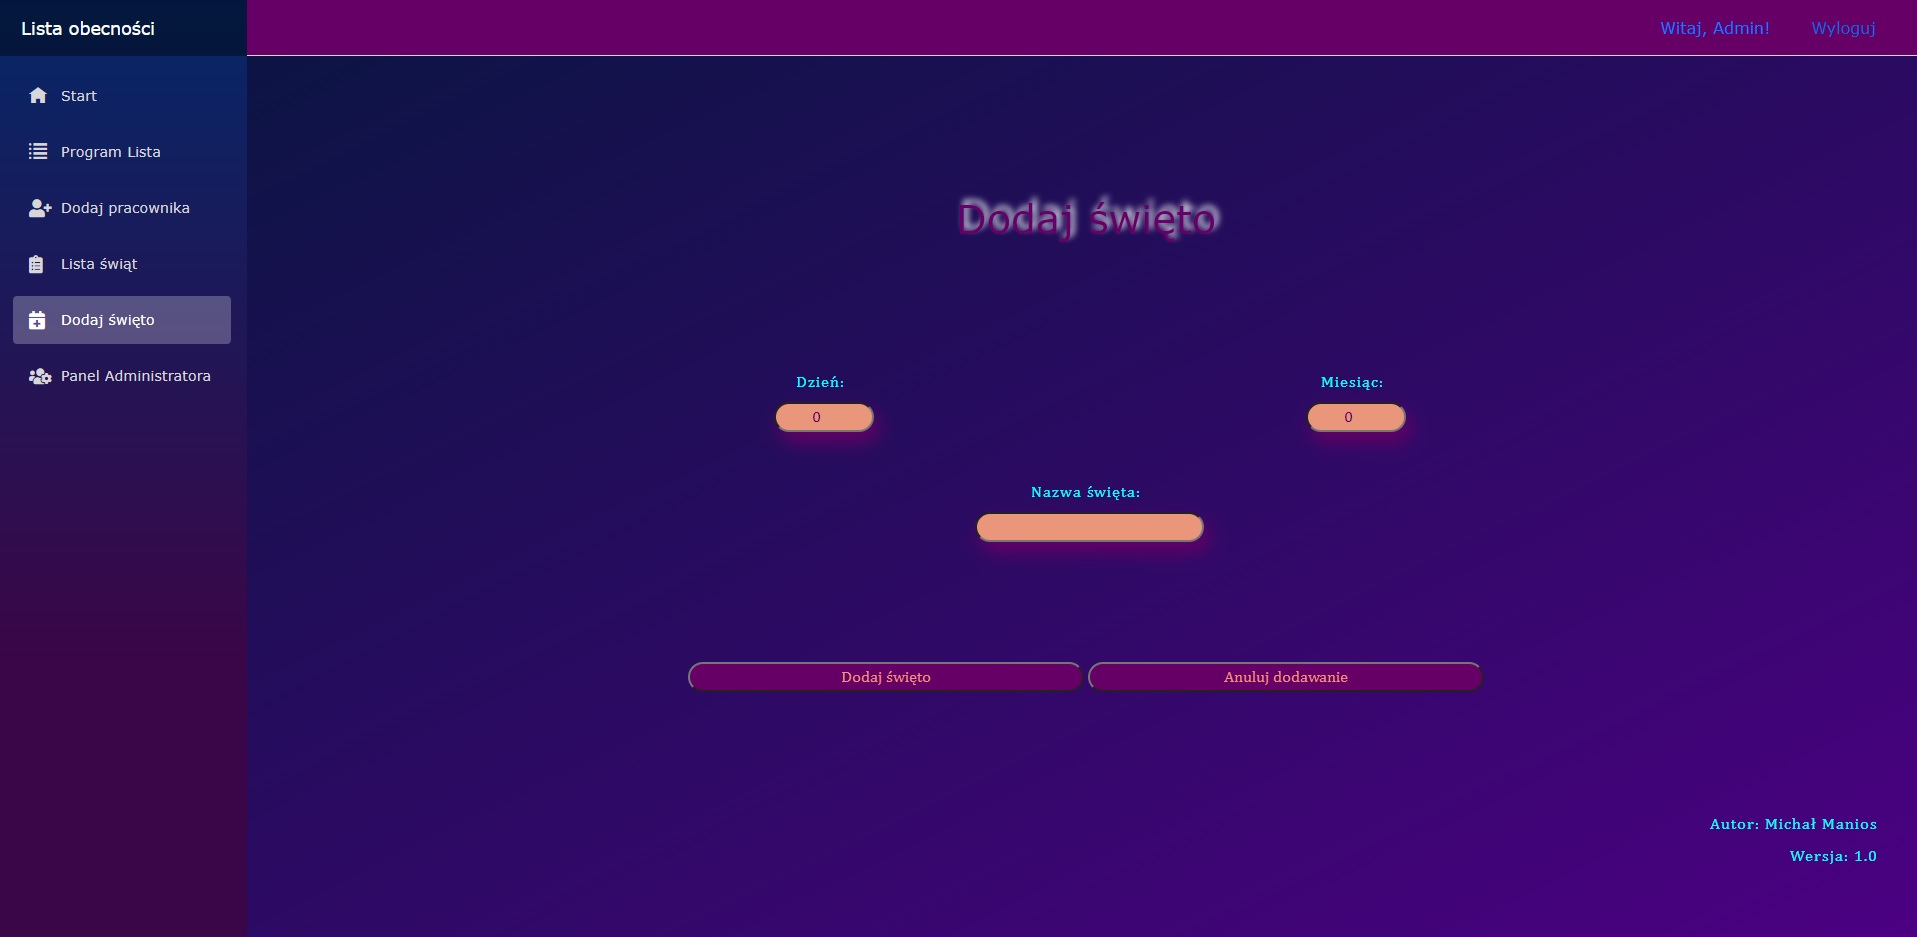 Lista obecności
Witaj, Admin! Wyloguj
Start
Program Lista
Dodaj pracownika
Lista świąt
Dodaj święto
Panel Administratora
Dodaj święto
Dzień: Miesiąc:
0 0
Nazwa święta:
Dodaj święto Anuluj dodawanie
Autor: Michał Manios
Wersja: 1.0